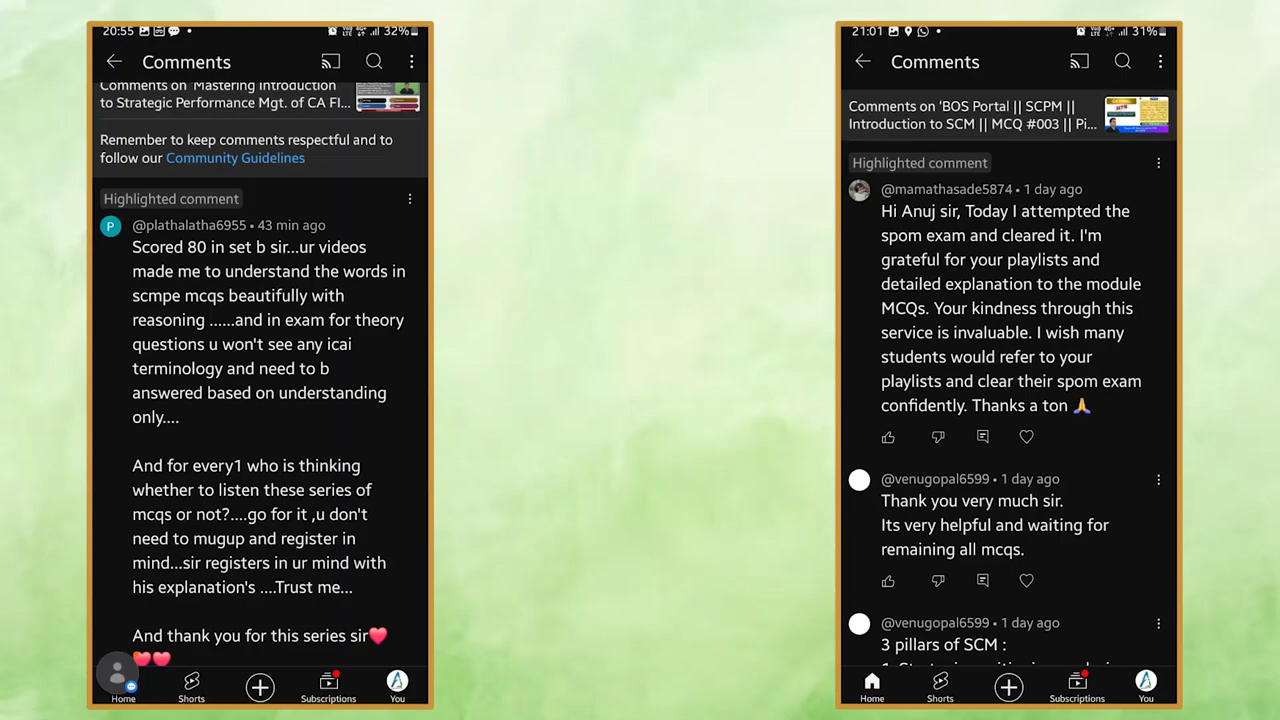 20:55
32%
Comments
Comments on 'Mastering Introduction
to Strategic Performance Mgt. of CA FI...
Remember to keep comments respectful and to
follow our Community Guidelines
Highlighted comment
P
@plathalatha6955 • 43 min ago
Scored 80 in set b sir...ur videos
made me to understand the words in
scmpe mcqs beautifully with
reasoning ......and in exam for theory
questions u won't see any icai
terminology and need to b
answered based on understanding
only....
And for every1 who is thinking
whether to listen these series of
mcqs or not?....go for it ,u don't
need to mugup and register in
mind...sir registers in ur mind with
his explanation's ....Trust me...
And thank you for this series sir❤️
❤️❤️
Home
Shorts
Subscriptions
You
21:01
31%
Comments
Comments on 'BOS Portal || SCPM ||
Introduction to SCM || MCQ #003 || Pi...
Highlighted comment
@mamathasade5874 • 1 day ago
Hi Anuj sir, Today I attempted the
spom exam and cleared it. I'm
grateful for your playlists and
detailed explanation to the module
MCQs. Your kindness through this
service is invaluable. I wish many
students would refer to your
playlists and clear their spom exam
confidently. Thanks a ton 🙏
@venugopal6599 • 1 day ago
Thank you very much sir.
Its very helpful and waiting for
remaining all mcqs.
@venugopal6599 • 1 day ago
3 pillars of SCM :
Home
Shorts
Subscriptions
You